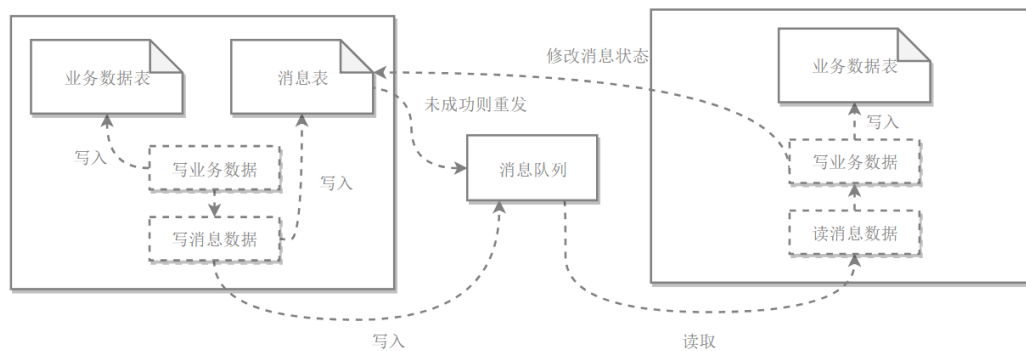 业务数据表
消息表
修改消息状态
业务数据表
未成功则重发
写入
写入
写业务数据
写入
消息队列
写业务数据
写消息数据
读消息数据
写入
读取